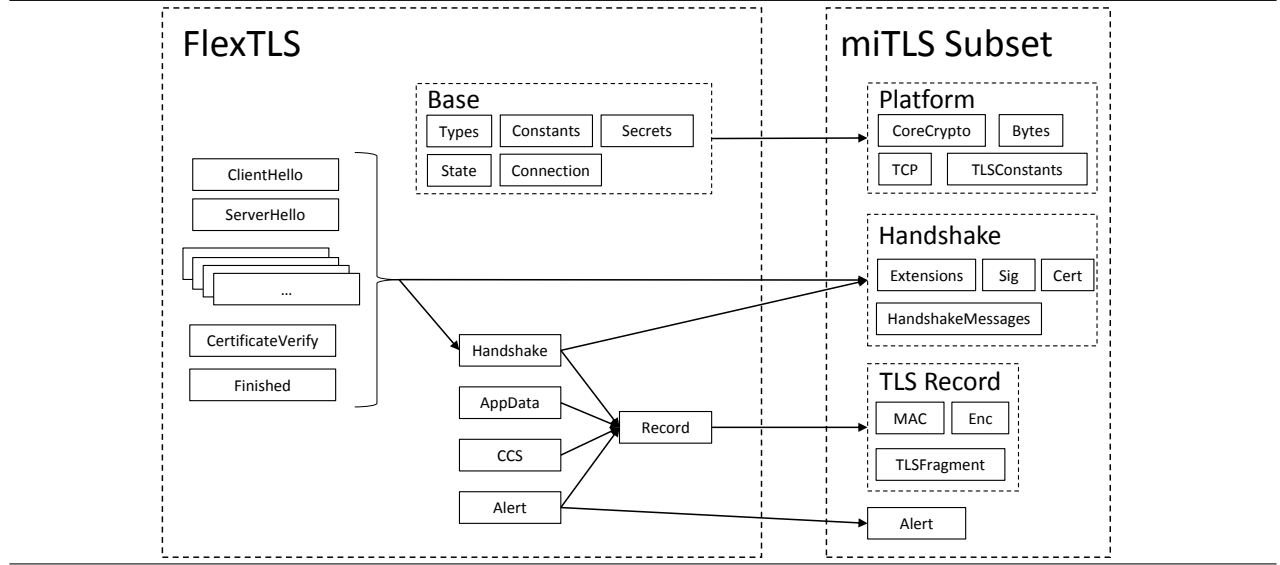 FlexTLS
Base
Types Constants Secrets
State Connection
ClientHello
ServerHello
...
CertificateVerify
Finished
Handshake
AppData
CCS
Alert
Record
miTLS Subset
Platform
CoreCrypto Bytes
TCP TLSConstants
Handshake
Extensions Sig Cert
HandshakeMessages
TLS Record
MAC Enc
TLSFragment
Alert